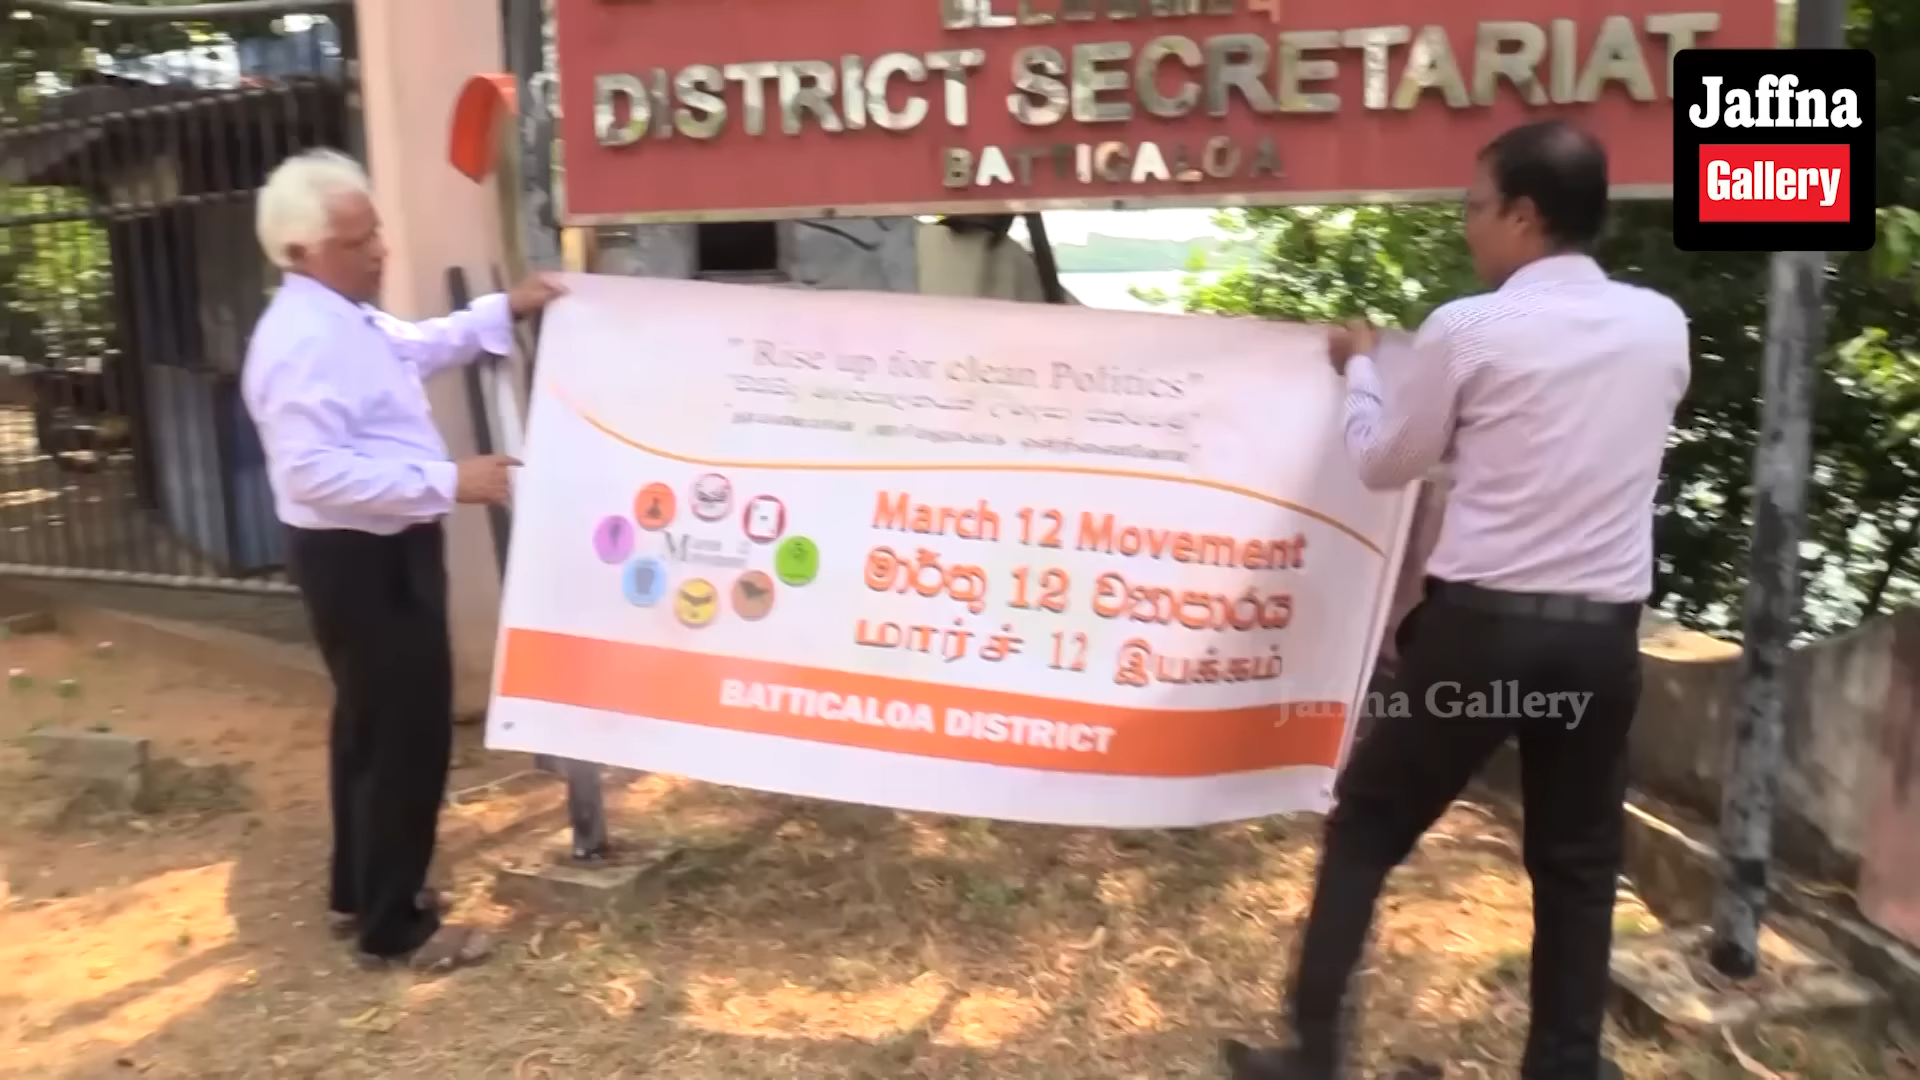 DISTRICT SECRETARIAT
BATTICALOA
Jaffna
Gallery
" Rise up for clean Politics"
March 12 Movement
මාර්තු 12 ව්‍යාපාරය
மார்ச் 12 இயக்கம்
BATTICALOA DISTRICT
Jaffna Gallery